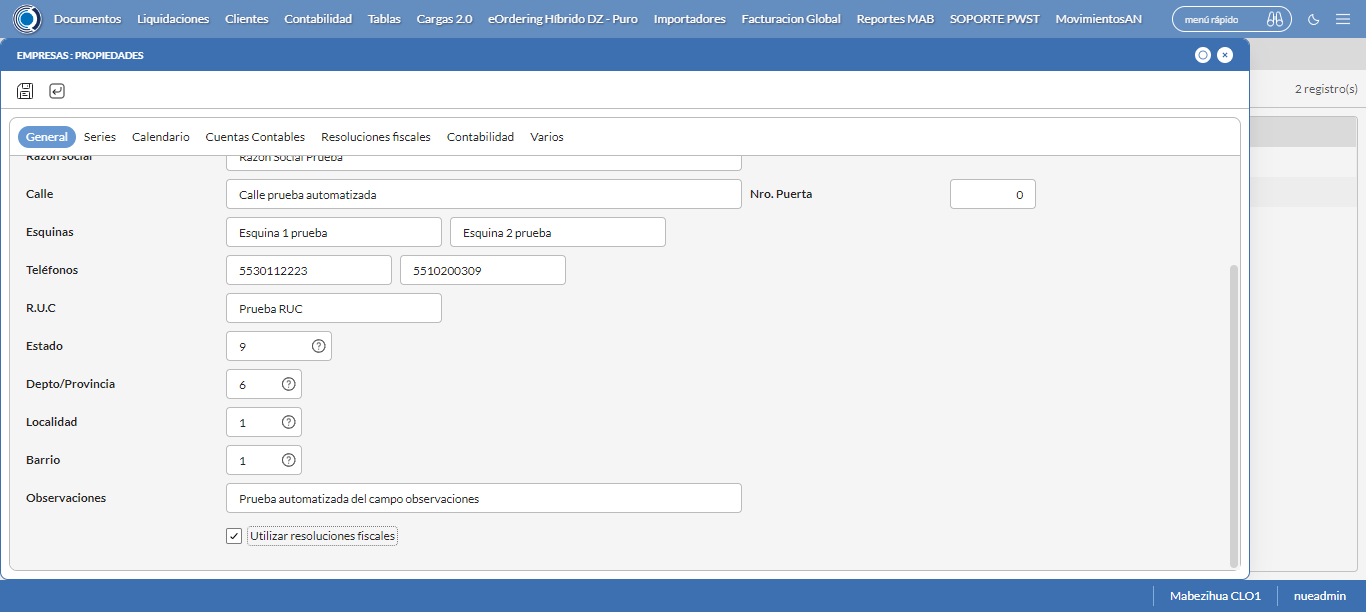 Documentos Liquidaciones Clientes Contabilidad Tablas Cargas 2.0 eOrdering Híbrido DZ - Puro Importadores Facturacion Global Reportes MAB SOPORTE PWST MovimientosAN menú rápido
EMPRESAS : PROPIEDADES
2 registro(s)
General Series Calendario Cuentas Contables Resoluciones fiscales Contabilidad Varios
Razón social Razón Social Prueba
Calle Calle prueba automatizada Nro. Puerta 0
Esquinas Esquina 1 prueba Esquina 2 prueba
Teléfonos 5530112223 5510200309
R.U.C Prueba RUC
Estado 9
Depto/Provincia 6
Localidad 1
Barrio 1
Observaciones Prueba automatizada del campo observaciones
Utilizar resoluciones fiscales
Mabezihua CLO1 nueadmin